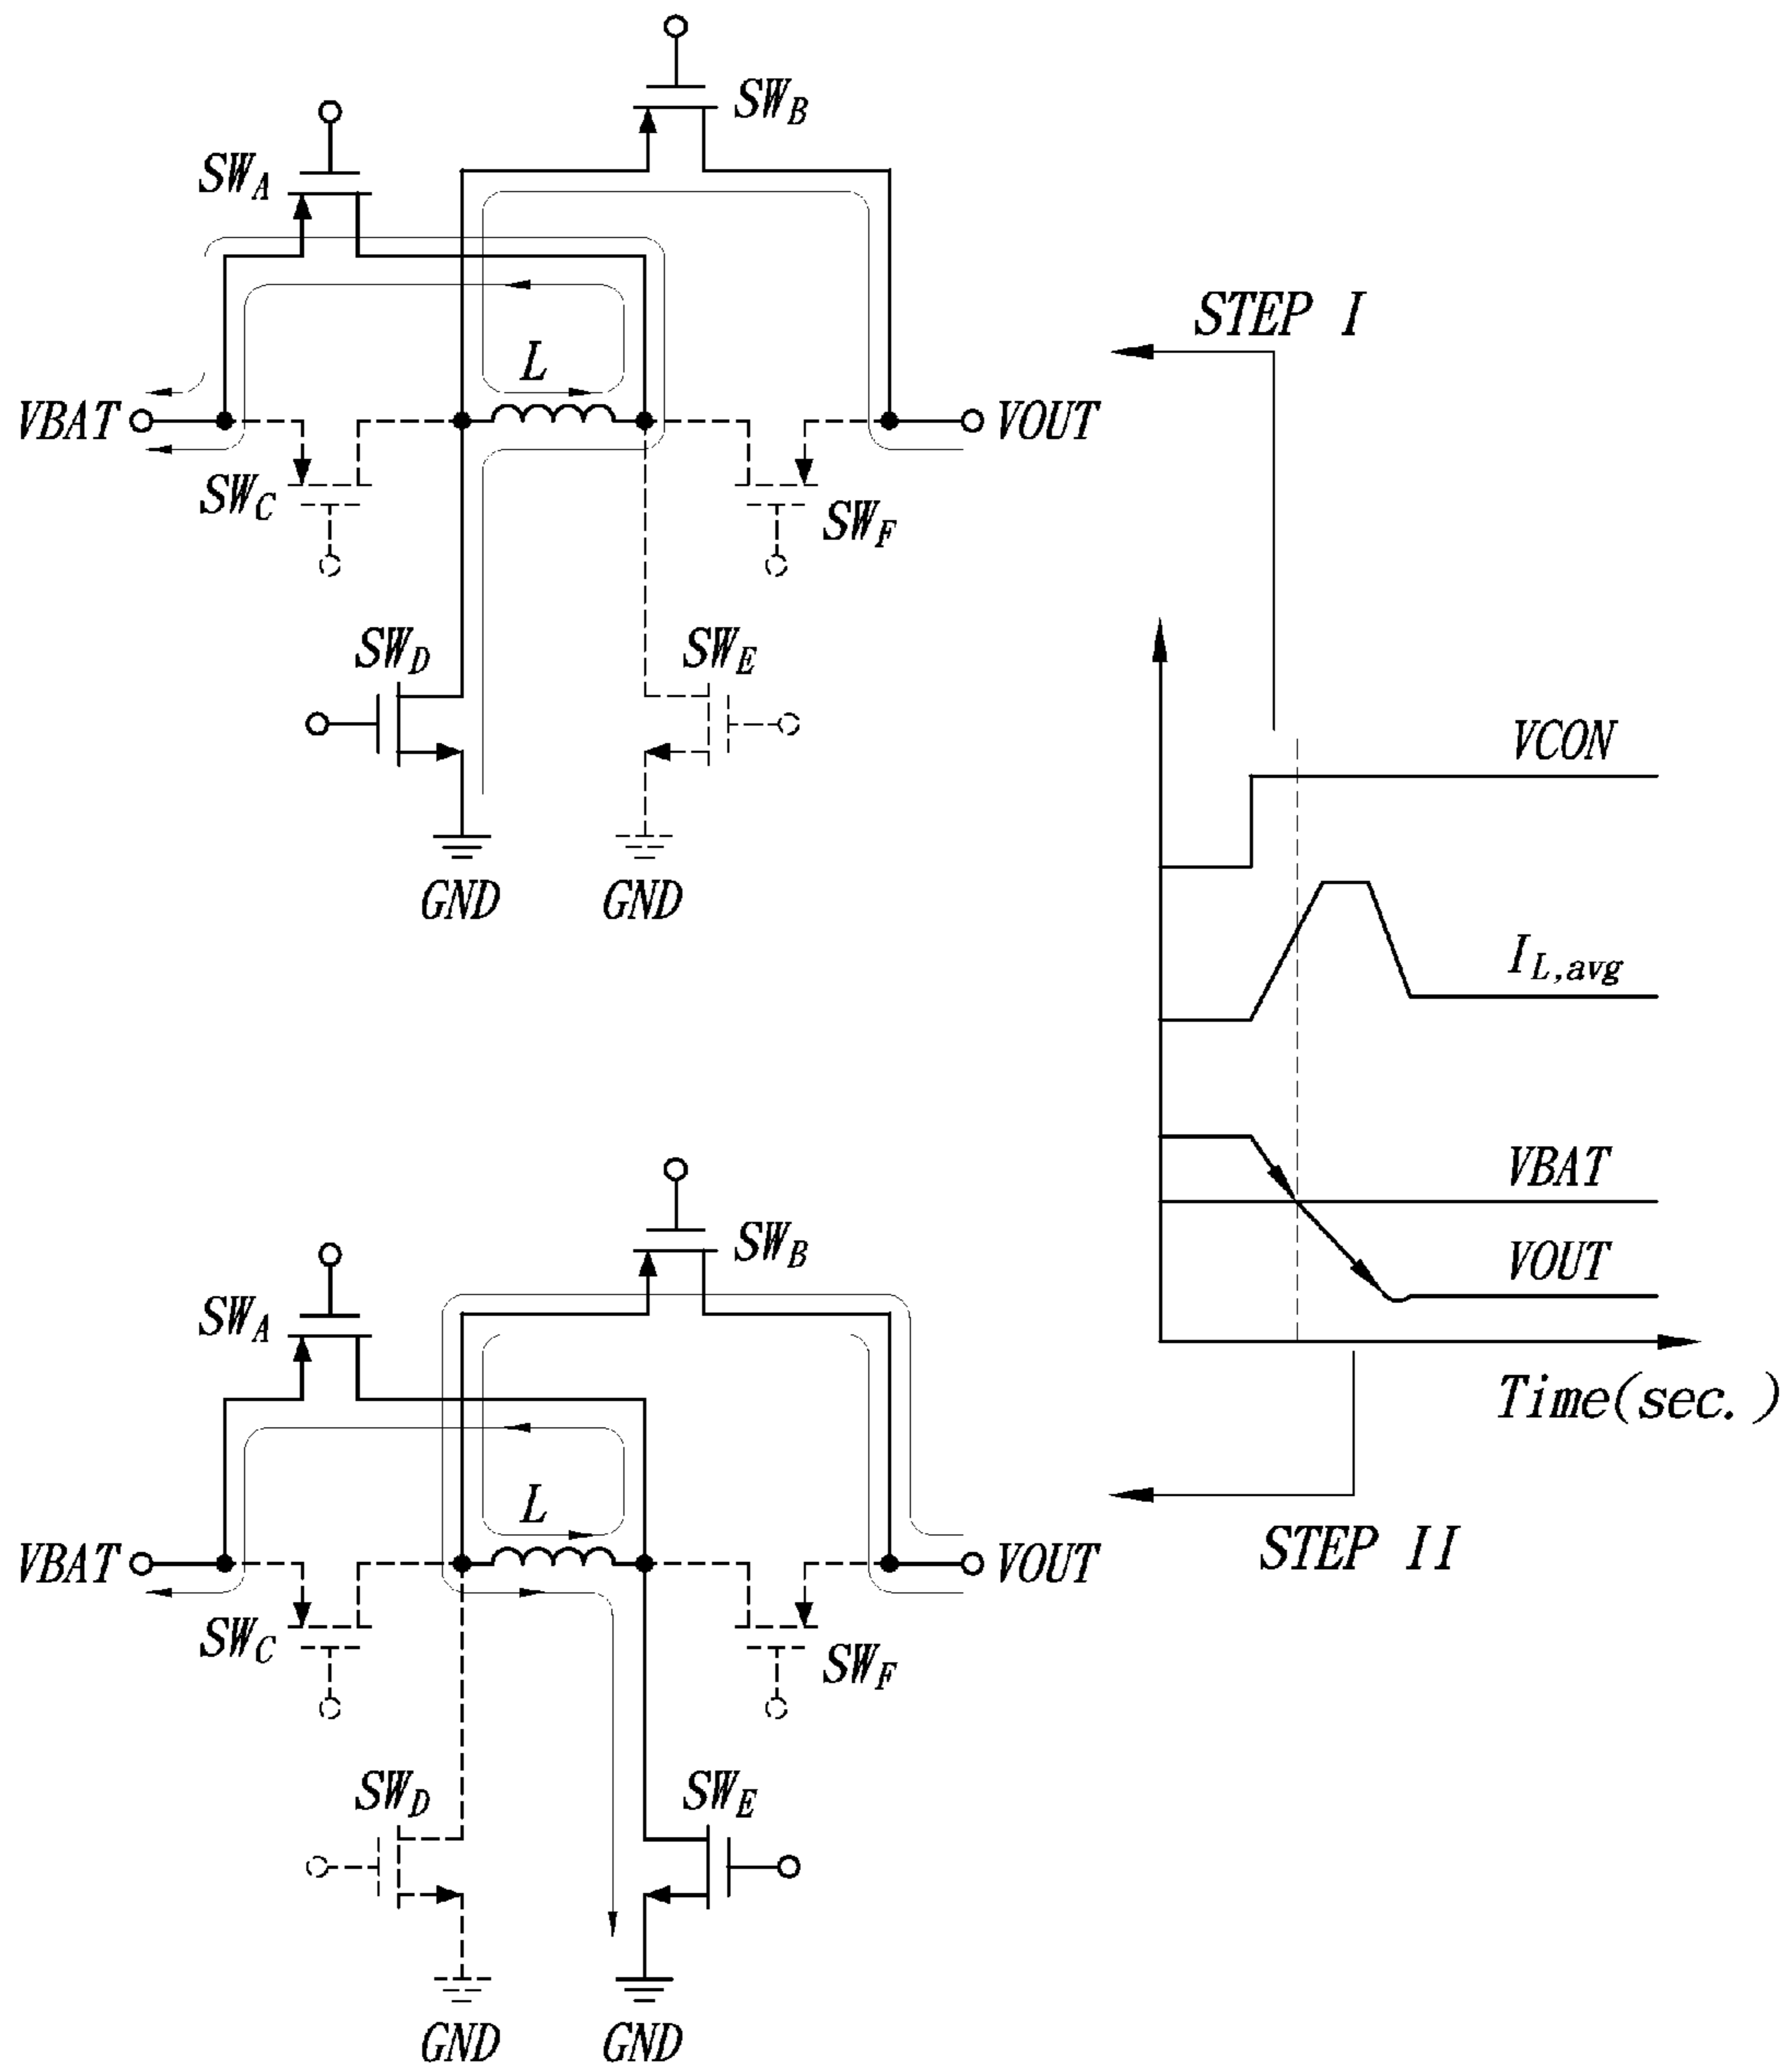 SW_B
SW_A
STEP I
L
VBAT
VOUT
SW_C
SW_F
SW_D
SW_E
VCON
GND
GND
I_L,avg
VBAT
SW_B
VOUT
SW_A
Time(sec.)
L
STEP II
VBAT
VOUT
SW_C
SW_F
SW_D
SW_E
GND
GND